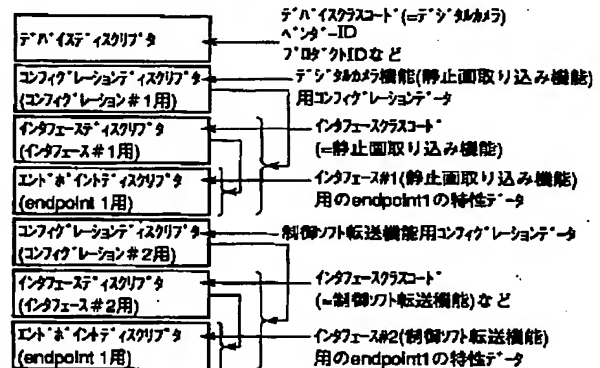 デバイスディスクリプタ
デバイスクラスコード(=デジタルカメラ)
ベンダーID
プロダクトIDなど
コンフィグレーションディスクリプタ
(コンフィグレーション#1用)
デジタルカメラ機能(静止画取り込み機能)
用コンフィグレーションデータ
インタフェースディスクリプタ
(インタフェース#1用)
インタフェースクラスコード
(=静止画取り込み機能)
エンドポイントディスクリプタ
(endpoint 1用)
インタフェース#1(静止画取り込み機能)
用のendpoint1の特性データ
コンフィグレーションディスクリプタ
(コンフィグレーション#2用)
制御ソフト転送機能用コンフィグレーションデータ
インタフェースディスクリプタ
(インタフェース#2用)
インタフェースクラスコード
(=制御ソフト転送機能)など
エンドポイントディスクリプタ
(endpoint 1用)
インタフェース#2(制御ソフト転送機能)
用のendpoint1の特性データ